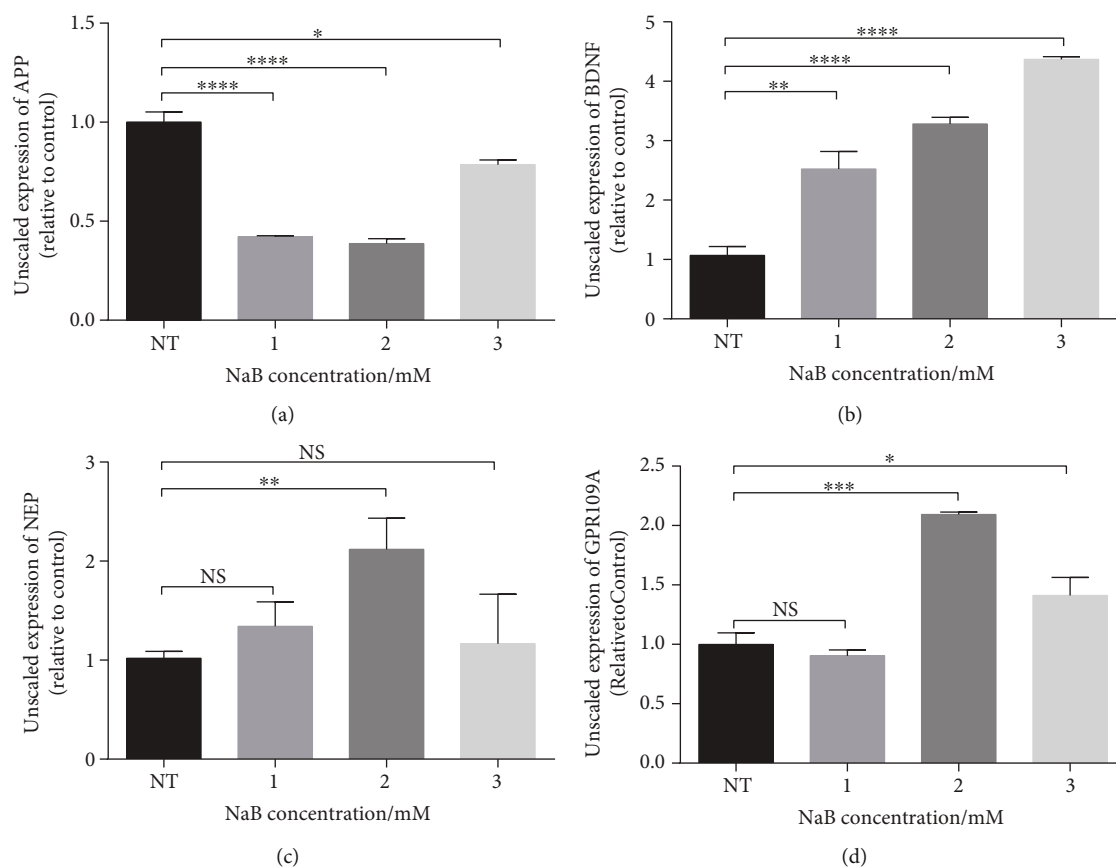 Unscaled expression of APP
(relative to control)
1.5
1.0
0.5
0.0
*
****
****
NT
1
2
3
NaB concentration/mM
(a)
Unscaled expression of BDNF
(relative to control)
5
4
3
2
1
0
****
****
**
NT
1
2
3
NaB concentration/mM
(b)
Unscaled expression of NEP
(relative to control)
3
2
1
0
NS
**
NS
NT
1
2
3
NaB concentration/mM
(c)
Unscaled expression of GPR109A
(RelativetoControl)
2.5
2.0
1.5
1.0
0.5
0.0
*
***
NS
NT
1
2
3
NaB concentration/mM
(d)